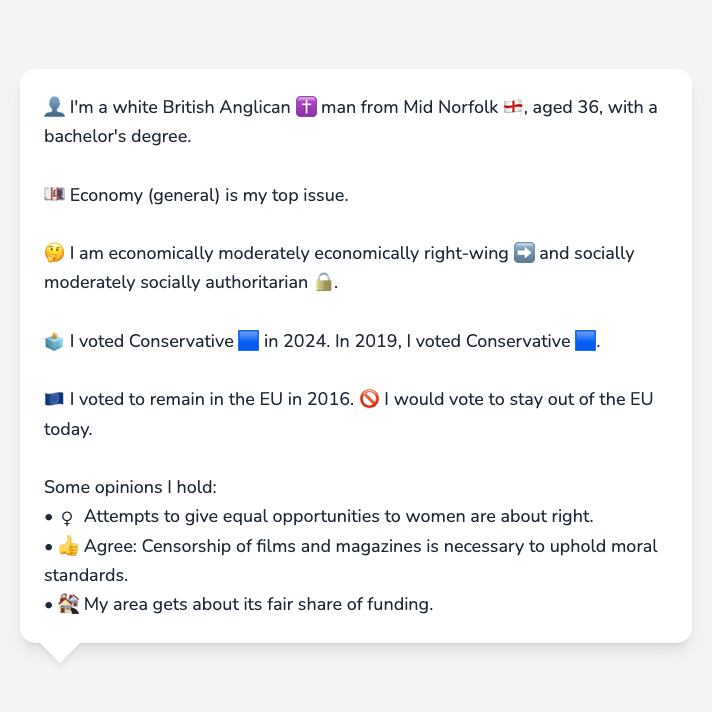 👤 I'm a white British Anglican ✝️ man from Mid Norfolk 🏴󠁧󠁢󠁥󠁮󠁧󠁿, aged 36, with a
bachelor's degree.
💷 Economy (general) is my top issue.
🤔 I am economically moderately economically right-wing ➡️ and socially
moderately socially authoritarian 🔒.
🗳️ I voted Conservative 🟦 in 2024. In 2019, I voted Conservative 🟦.
🇪🇺 I voted to remain in the EU in 2016. 🚫 I would vote to stay out of the EU
today.
Some opinions I hold:
• ♀ Attempts to give equal opportunities to women are about right.
• 👍 Agree: Censorship of films and magazines is necessary to uphold moral
standards.
• 🏘️ My area gets about its fair share of funding.